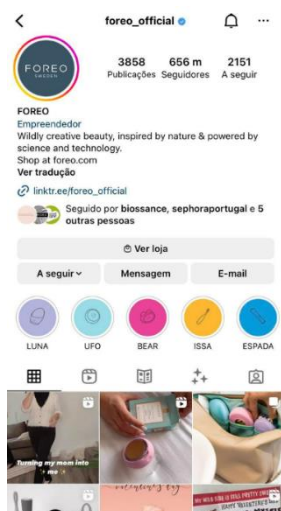 foreo_official
FOREO
SWEDEN
3858 656 m 2151
Publicações Seguidores A seguir
FOREO
Empreendedor
Wildly creative beauty, inspired by nature & powered by
science and technology.
Shop at foreo.com
Ver tradução
linktr.ee/foreo_official
Seguido por biossance, sephoraportugal e 5
outras pessoas
Ver loja
A seguir Mensagem E-mail
LUNA UFO BEAR ISSA ESPADA
Turning my mom into
me
HAPPY